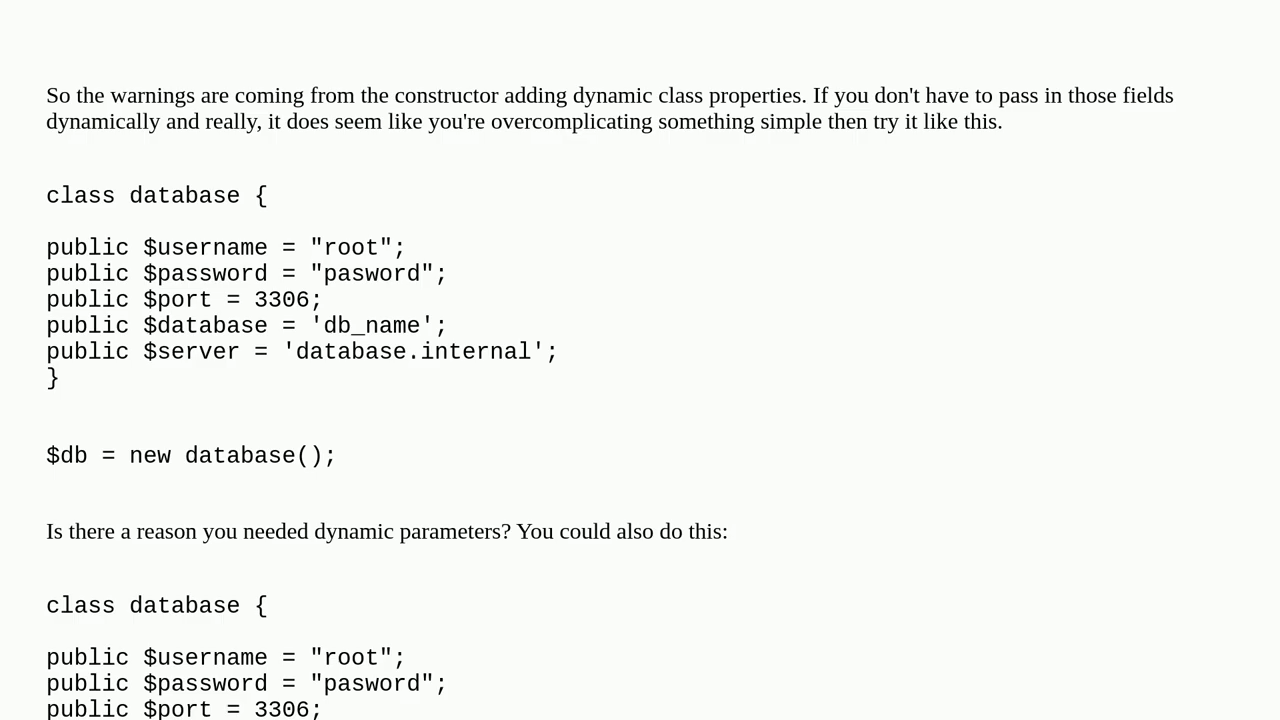 So the warnings are coming from the constructor adding dynamic class properties. If you don't have to pass in those fields
dynamically and really, it does seem like you're overcomplicating something simple then try it like this.
class database {
public $username = "root";
public $password = "pasword";
public $port = 3306;
public $database = 'db_name';
public $server = 'database.internal';
}
$db = new database();
Is there a reason you needed dynamic parameters? You could also do this:
class database {
public $username = "root";
public $password = "pasword";
public $port = 3306;